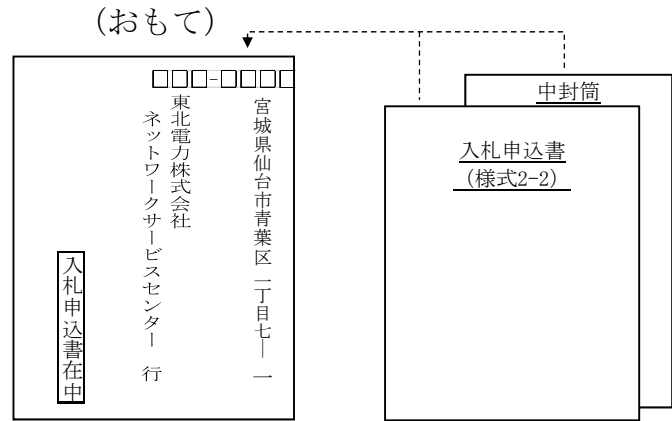 （おもて）
□□□-□□□□
宮城県仙台市青葉区一丁目七―一
東北電力株式会社
ネットワークサービスセンター　行
入札申込書在中
中封筒
入札申込書
（様式2-2）